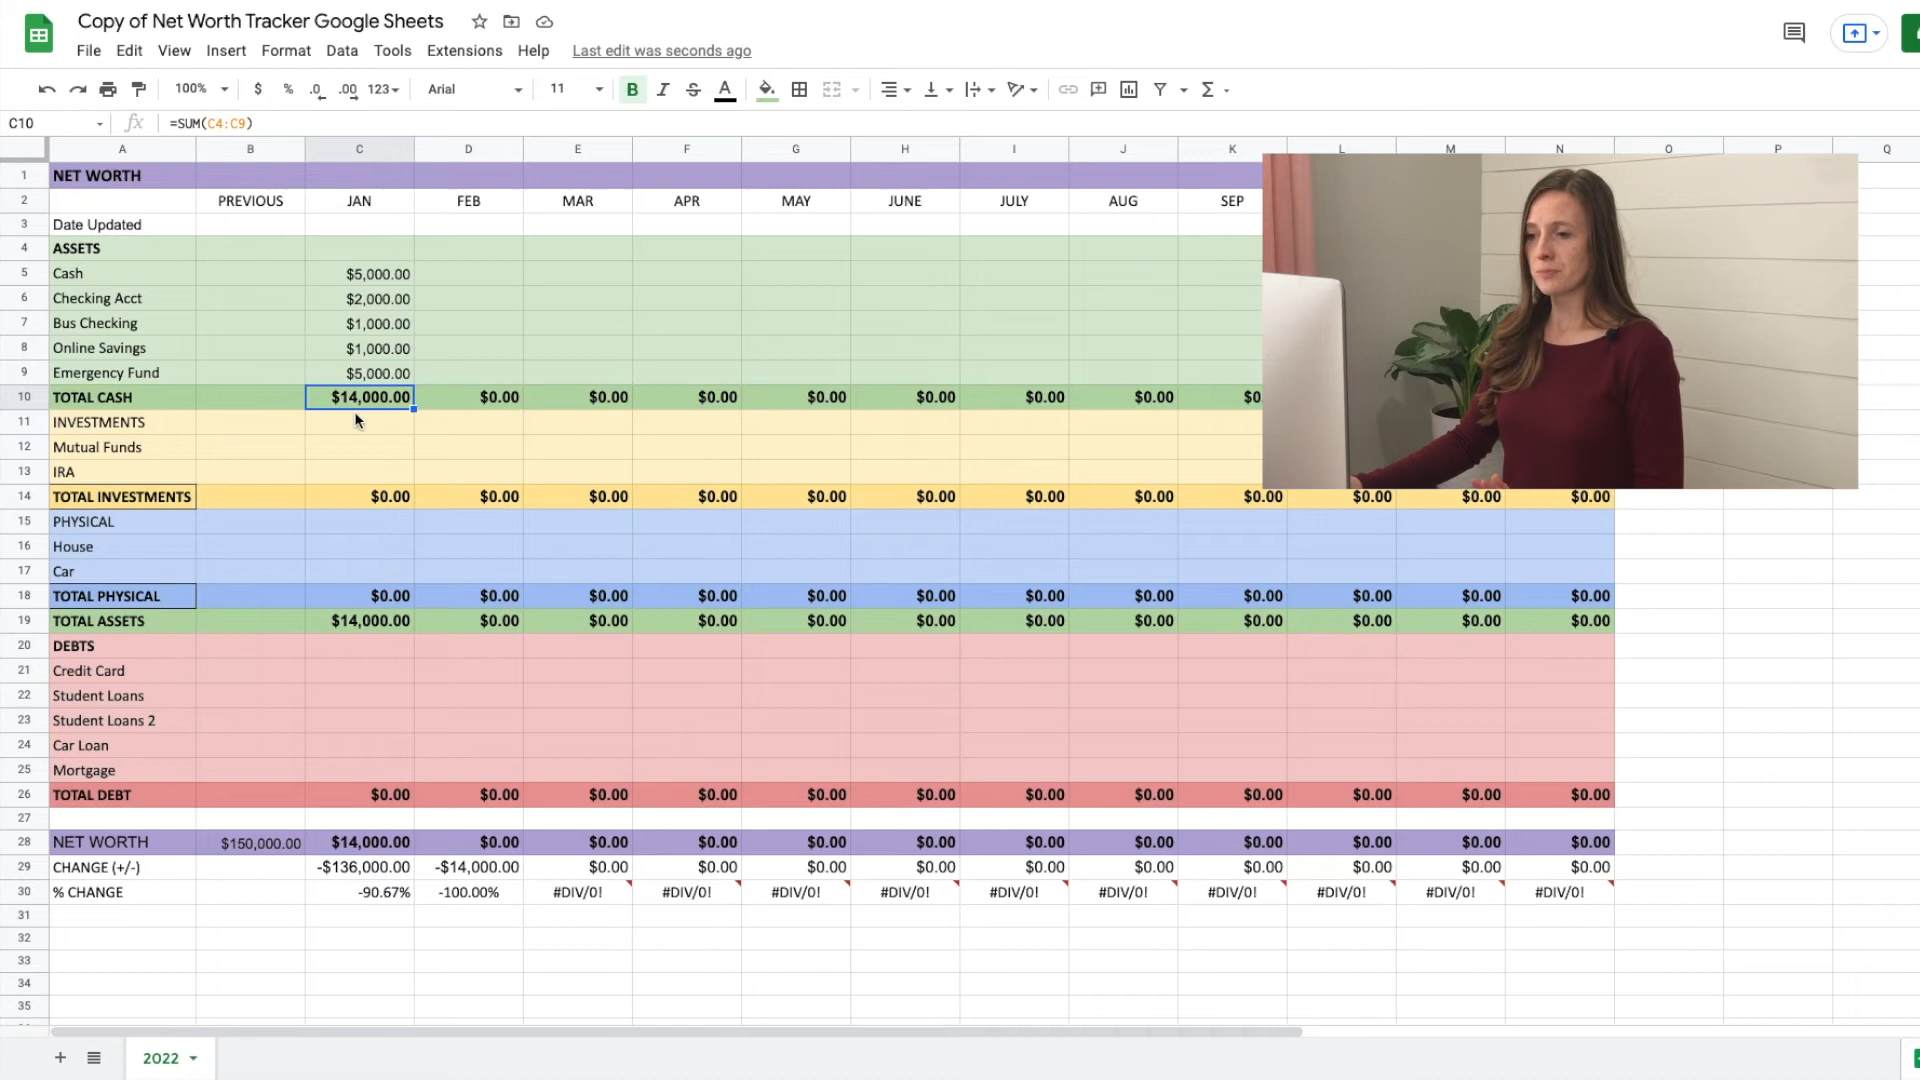 Copy of Net Worth Tracker Google Sheets
File Edit View Insert Format Data Tools Extensions Help Last edit was seconds ago
100% $ % .0 .00 123 Arial 11 B I S A Σ
C10 fx =SUM(C4:C9)
A B C D E F G H I J K L M N O P Q
1 NET WORTH
2 PREVIOUS JAN FEB MAR APR MAY JUNE JULY AUG SEP
3 Date Updated
4 ASSETS
5 Cash $5,000.00
6 Checking Acct $2,000.00
7 Bus Checking $1,000.00
8 Online Savings $1,000.00
9 Emergency Fund $5,000.00
10 TOTAL CASH $14,000.00 $0.00 $0.00 $0.00 $0.00 $0.00 $0.00 $0.00 $0
11 INVESTMENTS
12 Mutual Funds
13 IRA
14 TOTAL INVESTMENTS $0.00 $0.00 $0.00 $0.00 $0.00 $0.00 $0.00 $0.00 $0.00 $0.00 $0.00 $0.00
15 PHYSICAL
16 House
17 Car
18 TOTAL PHYSICAL $0.00 $0.00 $0.00 $0.00 $0.00 $0.00 $0.00 $0.00 $0.00 $0.00 $0.00 $0.00
19 TOTAL ASSETS $14,000.00 $0.00 $0.00 $0.00 $0.00 $0.00 $0.00 $0.00 $0.00 $0.00 $0.00 $0.00
20 DEBTS
21 Credit Card
22 Student Loans
23 Student Loans 2
24 Car Loan
25 Mortgage
26 TOTAL DEBT $0.00 $0.00 $0.00 $0.00 $0.00 $0.00 $0.00 $0.00 $0.00 $0.00 $0.00 $0.00
27
28 NET WORTH $150,000.00 $14,000.00 $0.00 $0.00 $0.00 $0.00 $0.00 $0.00 $0.00 $0.00 $0.00 $0.00 $0.00
29 CHANGE (+/-) -$136,000.00 -$14,000.00 $0.00 $0.00 $0.00 $0.00 $0.00 $0.00 $0.00 $0.00 $0.00 $0.00
30 % CHANGE -90.67% -100.00% #DIV/0! #DIV/0! #DIV/0! #DIV/0! #DIV/0! #DIV/0! #DIV/0! #DIV/0! #DIV/0! #DIV/0!
31
32
33
34
35
2022